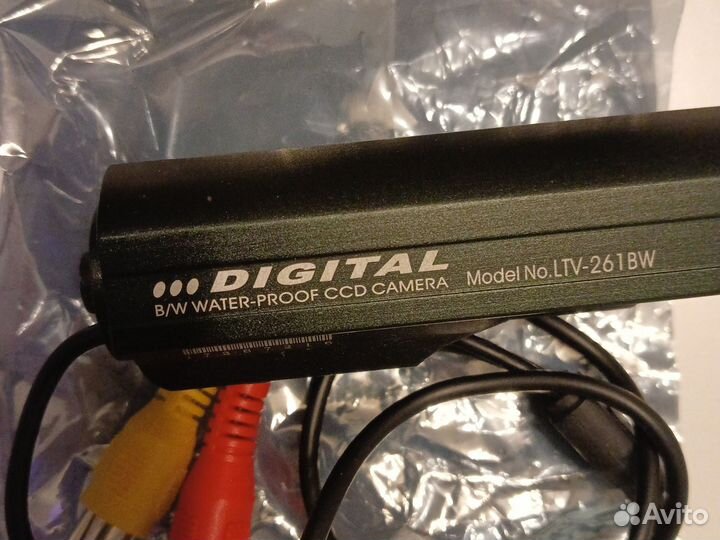 DIGITAL
B/W WATER-PROOF CCD CAMERA
Model No.LTV-261BW
Avito